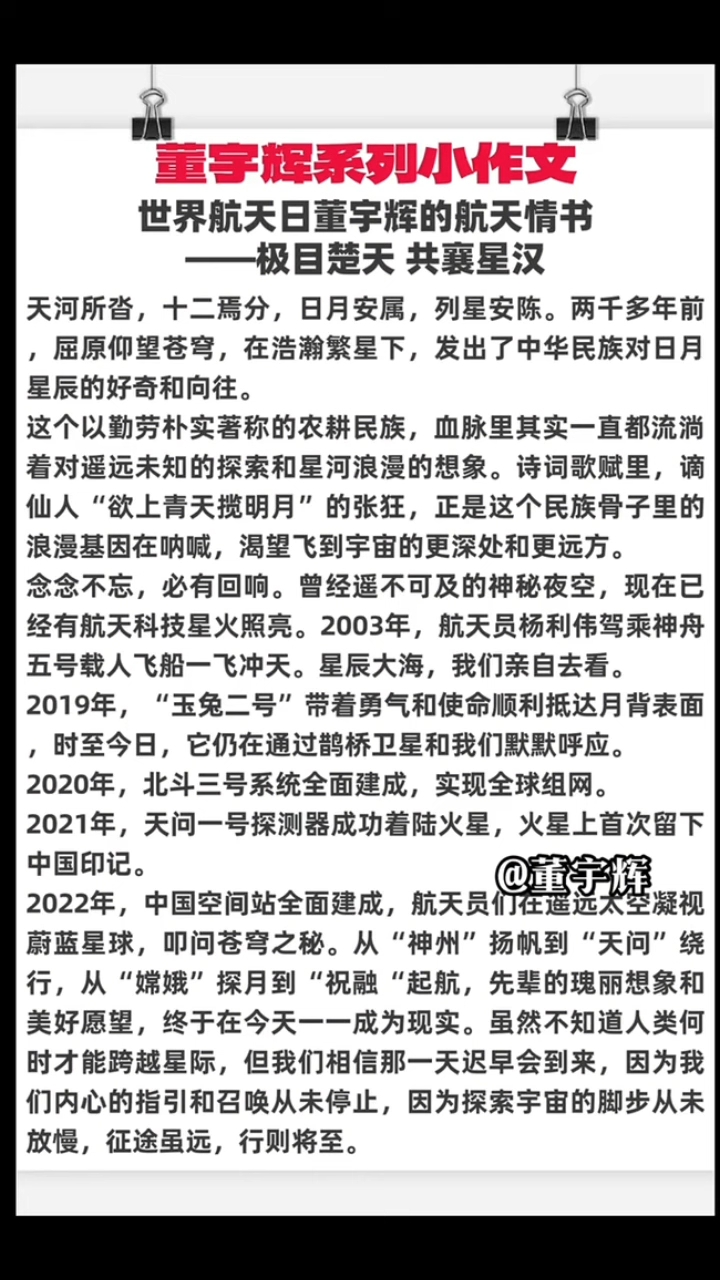 董宇辉系列小作文
世界航天日董宇辉的航天情书
——极目楚天 共襄星汉
天河所沓，十二焉分，日月安属，列星安陈。两千多年前
，屈原仰望苍穹，在浩瀚繁星下，发出了中华民族对日月
星辰的好奇和向往。
这个以勤劳朴实著称的农耕民族，血脉里其实一直都流淌
着对遥远未知的探索和星河浪漫的想象。诗词歌赋里，谪
仙人“欲上青天揽明月”的张狂，正是这个民族骨子里的
浪漫基因在呐喊，渴望飞到宇宙的更深处和更远方。
念念不忘，必有回响。曾经遥不可及的神秘夜空，现在已
经有航天科技星火照亮。2003年，航天员杨利伟驾乘神舟
五号载人飞船一飞冲天。星辰大海，我们亲自去看。
2019年，“玉兔二号”带着勇气和使命顺利抵达月背表面
，时至今日，它仍在通过鹊桥卫星和我们默默呼应。
2020年，北斗三号系统全面建成，实现全球组网。
2021年，天问一号探测器成功着陆火星，火星上首次留下
中国印记。
@董宇辉
2022年，中国空间站全面建成，航天员们在遥远太空凝视
蔚蓝星球，叩问苍穹之秘。从“神州”扬帆到“天问”绕
行，从“嫦娥”探月到“祝融“起航，先辈的瑰丽想象和
美好愿望，终于在今天一一成为现实。虽然不知道人类何
时才能跨越星际，但我们相信那一天迟早会到来，因为我
们内心的指引和召唤从未停止，因为探索宇宙的脚步从未
放慢，征途虽远，行则将至。